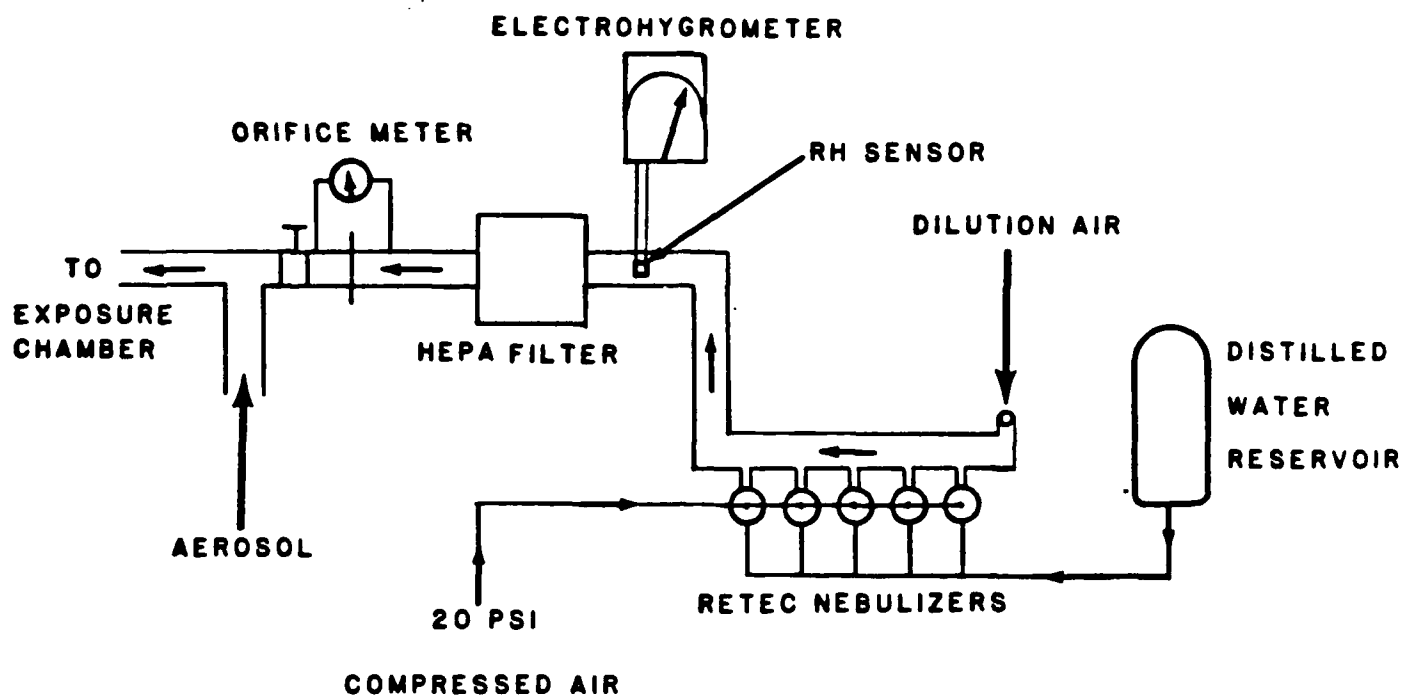 ELECTROHYGROMETER
ORIFICE METER
RH SENSOR
DILUTION AIR
TO
EXPOSURE
CHAMBER
HEPA FILTER
DISTILLED
WATER
RESERVOIR
AEROSOL
RETEC NEBULIZERS
20 PSI
COMPRESSED AIR